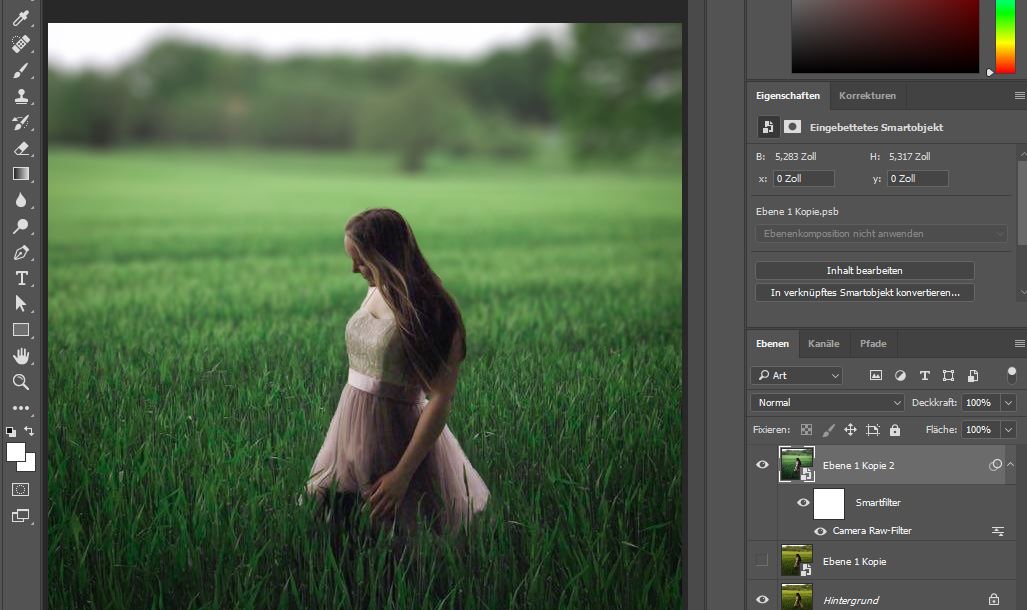 Eigenschaften Korrekturen
Eingebettetes Smartobjekt
B: 5,283 Zoll H: 5,317 Zoll
x: 0 Zoll y: 0 Zoll
Ebene 1 Kopie.psb
Ebenenkomposition nicht anwenden
Inhalt bearbeiten
In verknüpftes Smartobjekt konvertieren...
Ebenen Kanäle Pfade
Art
Normal Deckkraft: 100%
Fixieren: Fläche: 100%
Ebene 1 Kopie 2
Smartfilter
Camera Raw-Filter
Ebene 1 Kopie
Hintergrund